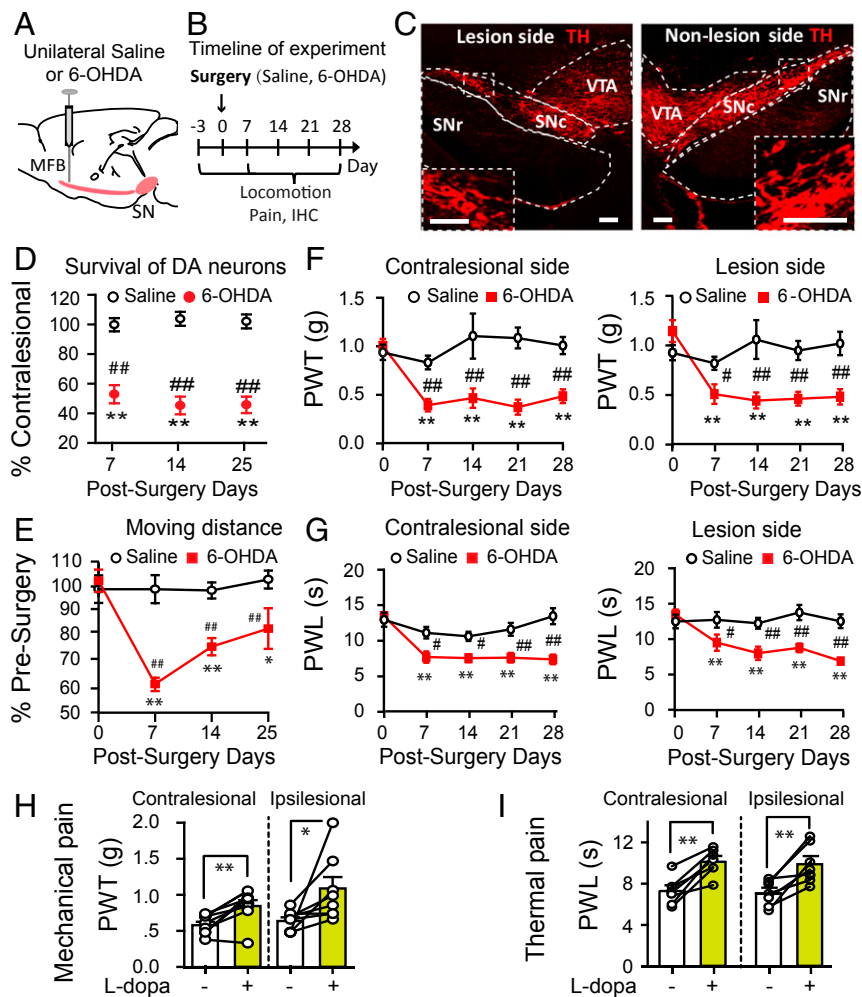 A
Unilateral Saline
or 6-OHDA
MFB
SN
B
Timeline of experiment
Surgery (Saline, 6-OHDA)
-3 0 7 14 21 28
Day
Locomotion
Pain, IHC
C
Lesion side TH
VTA
SNr
SNc
Non-lesion side TH
VTA
SNr
SNc
D
Survival of DA neurons
Saline 6-OHDA
% Contralesional
120
100
80
60
40
20
##
**
##
**
##
**
7 14 25
Post-Surgery Days
E
Moving distance
Saline 6-OHDA
% Pre-Surgery
110
100
90
80
70
60
50
##
**
##
**
##
*
0 7 14 25
Post-Surgery Days
F
Contralesional side
Saline 6-OHDA
PWT (g)
1.5
1.0
0.5
0.0
## ## ## ##
** ** ** **
0 7 14 21 28
Post-Surgery Days
Lesion side
Saline 6-OHDA
PWT (g)
1.5
1.0
0.5
0.0
# ## ## ##
** ** ** **
0 7 14 21 28
Post-Surgery Days
G
Contralesional side
Saline 6-OHDA
PWL (s)
20
15
10
5
0
# # ## ##
** ** ** **
0 7 14 21 28
Post-Surgery Days
Lesion side
Saline 6-OHDA
PWL (s)
20
15
10
5
0
# ## ## ##
** ** ** **
0 7 14 21 28
Post-Surgery Days
H
Contralesional Ipsilesional
Mechanical pain
PWT (g)
2.0
1.5
1.0
.5
.0
** *
L-dopa - + - +
I
Contralesional Ipsilesional
Thermal pain
PWL (s)
12
8
4
0
** **
L-dopa - + - +